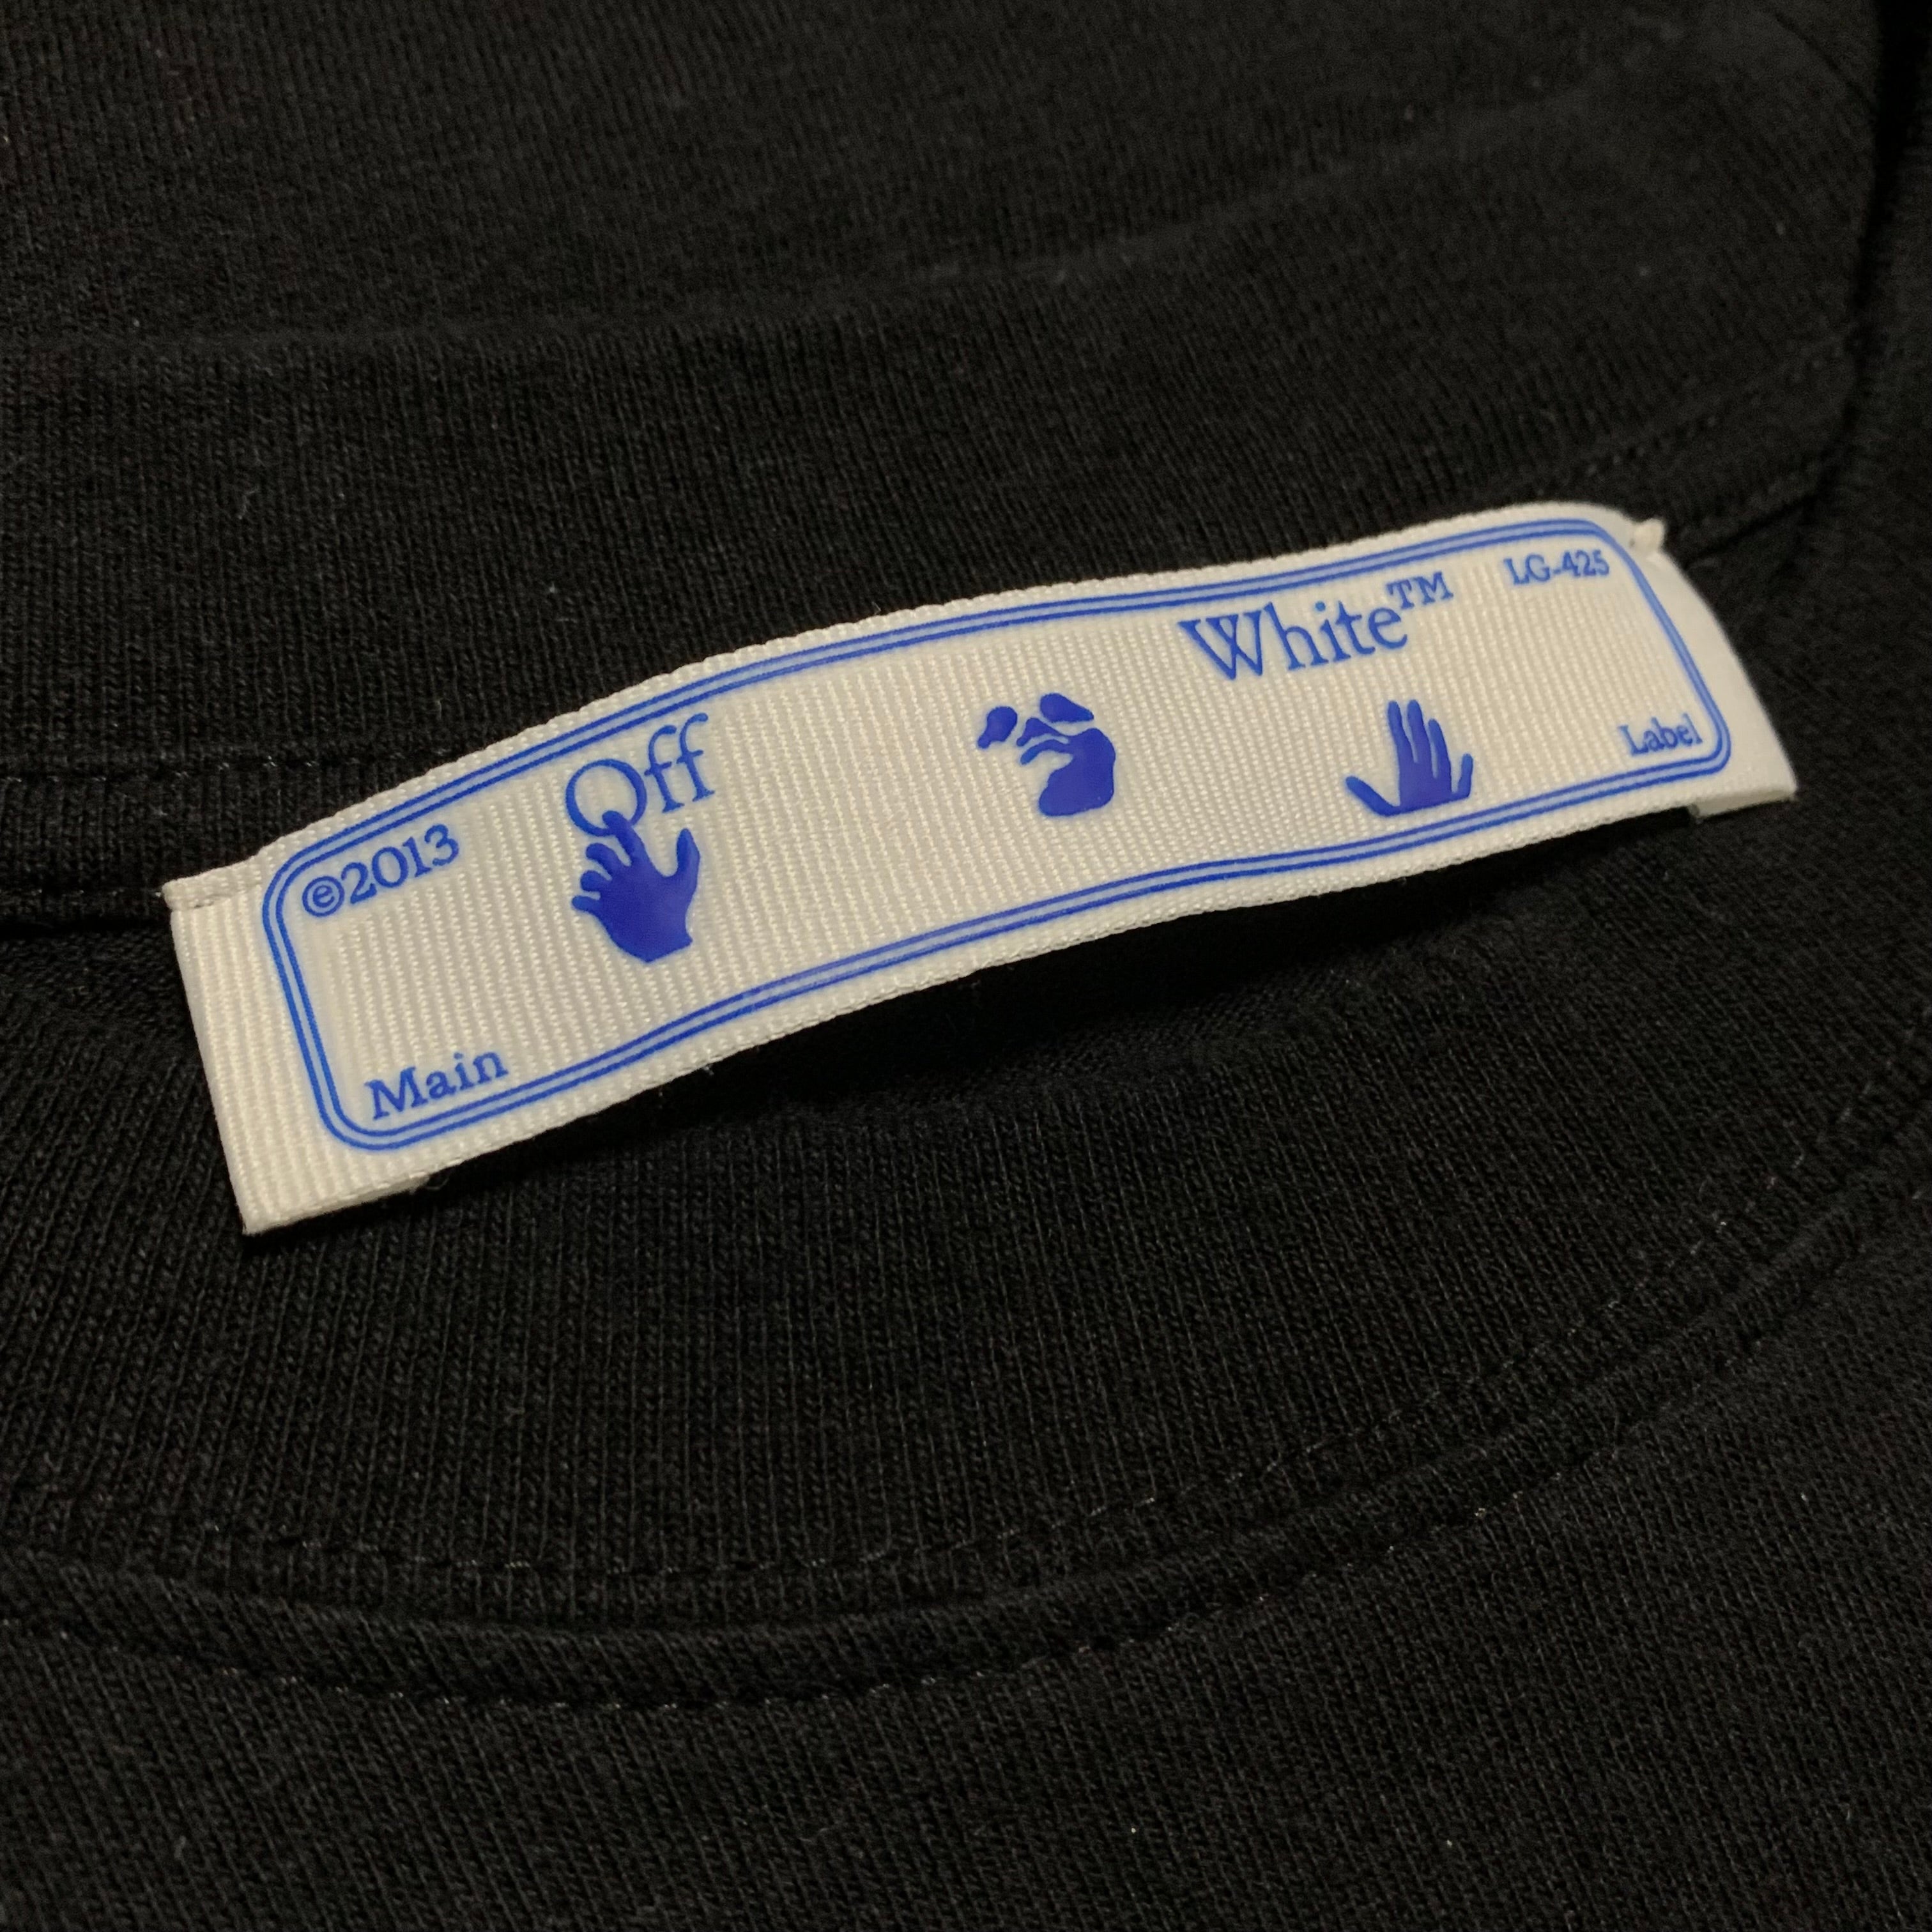 ©2013 Off White™ LG-425
Main Label